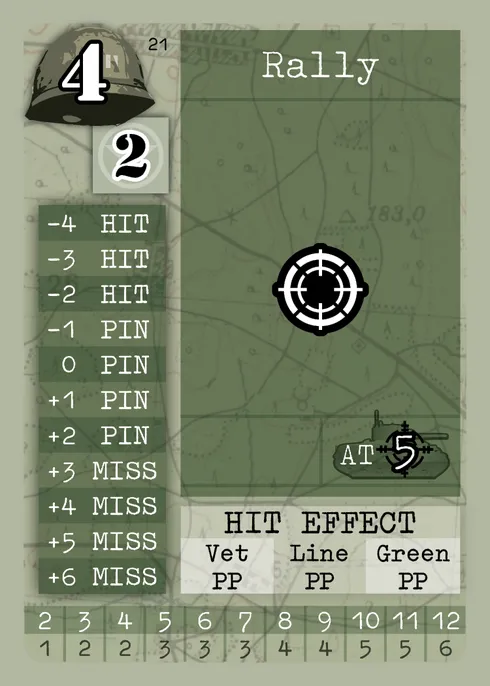 21
4
Rally
2
-4 HIT
-3 HIT
-2 HIT
-1 PIN
0 PIN
+1 PIN
+2 PIN
+3 MISS
+4 MISS
+5 MISS
+6 MISS
183,0
AT 5
HIT EFFECT
Vet Line Green
PP PP PP
2 3 4 5 6 7 8 9 10 11 12
1 2 2 3 3 3 4 4 5 5 6